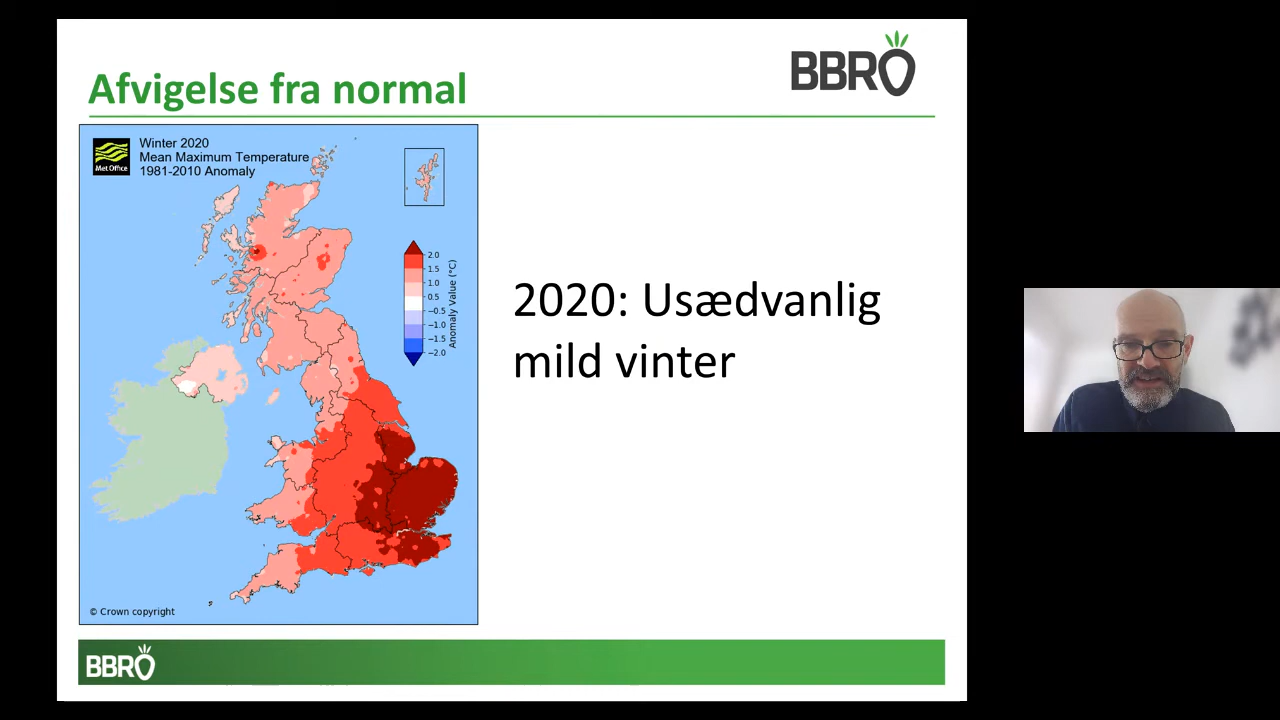 Afvigelse fra normal
BBRO
Met Office
Winter 2020
Mean Maximum Temperature
1981-2010 Anomaly
2.0
1.5
1.0
0.5
−0.5
−1.0
−1.5
−2.0
Anomaly Value (°C)
2020: Usædvanlig
mild vinter
© Crown copyright
BBRO